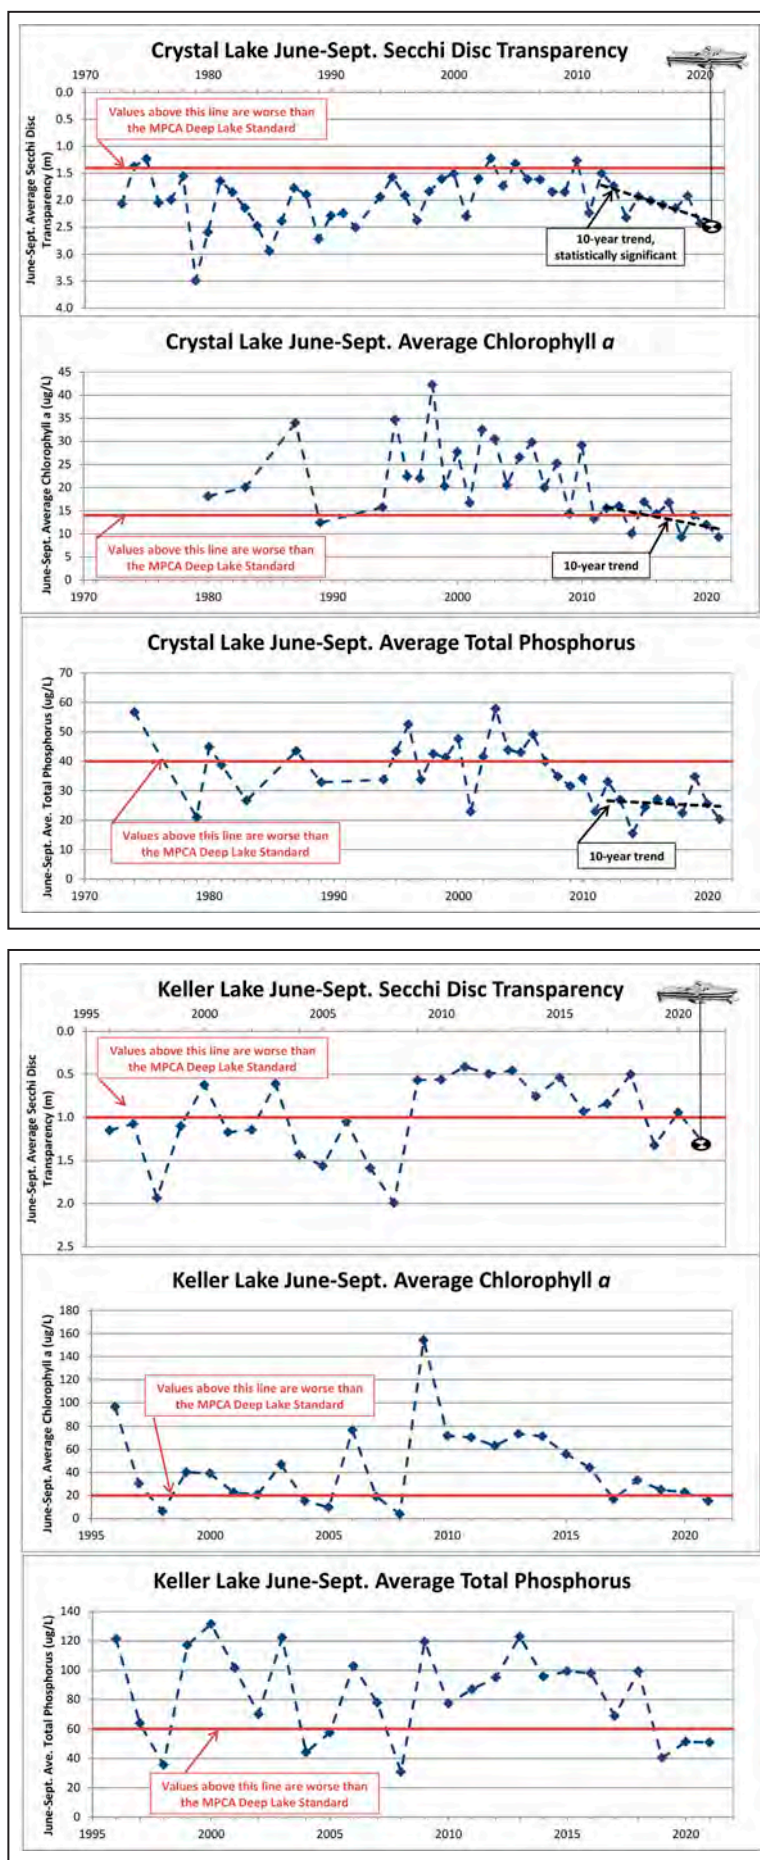 Crystal Lake June-Sept. Secchi Disc Transparency
1970 1980 1990 2000 2010 2020
June-Sept. Average Secchi Disc
Transparency (m)
0.0
0.5
1.0
1.5
2.0
2.5
3.0
3.5
4.0
Values above this line are worse than
the MPCA Deep Lake Standard
10-year trend,
statistically significant
Crystal Lake June-Sept. Average Chlorophyll a
June-Sept. Average Chlorophyll a (ug/L)
45
40
35
30
25
20
15
10
5
0
Values above this line are worse than
the MPCA Deep Lake Standard
10-year trend
1970 1980 1990 2000 2010 2020
Crystal Lake June-Sept. Average Total Phosphorus
June-Sept. Ave. Total Phosphorus (ug/L)
70
60
50
40
30
20
10
0
Values above this line are worse than
the MPCA Deep Lake Standard
10-year trend
1970 1980 1990 2000 2010 2020
Keller Lake June-Sept. Secchi Disc Transparency
1995 2000 2005 2010 2015 2020
June-Sept. Average Secchi Disc
Transparency (m)
0.0
0.5
1.0
1.5
2.0
2.5
Values above this line are worse than
the MPCA Deep Lake Standard
Keller Lake June-Sept. Average Chlorophyll a
June-Sept. Average Chlorophyll a (ug/L)
180
160
140
120
100
80
60
40
20
0
Values above this line are worse than
the MPCA Deep Lake Standard
1995 2000 2005 2010 2015 2020
Keller Lake June-Sept. Average Total Phosphorus
June-Sept. Ave. Total Phosphorus (ug/L)
140
120
100
80
60
40
20
0
Values above this line are worse than
the MPCA Deep Lake Standard
1995 2000 2005 2010 2015 2020